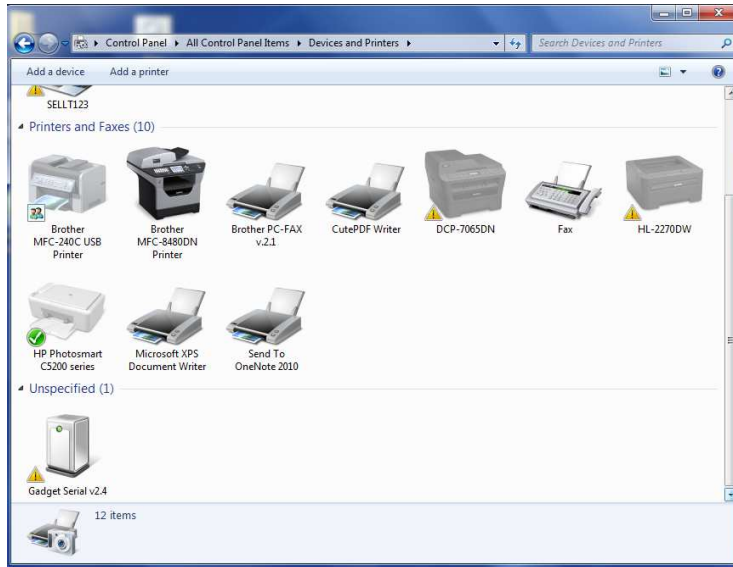 Control Panel ▸ All Control Panel Items ▸ Devices and Printers ▸
Search Devices and Printers
Add a device Add a printer
SELLT123
Printers and Faxes (10)
Brother
MFC-240C USB
Printer
Brother
MFC-8480DN
Printer
Brother PC-FAX
v.2.1
CutePDF Writer
DCP-7065DN
Fax
HL-2270DW
HP Photosmart
C5200 series
Microsoft XPS
Document Writer
Send To
OneNote 2010
Unspecified (1)
Gadget Serial v2.4
12 items